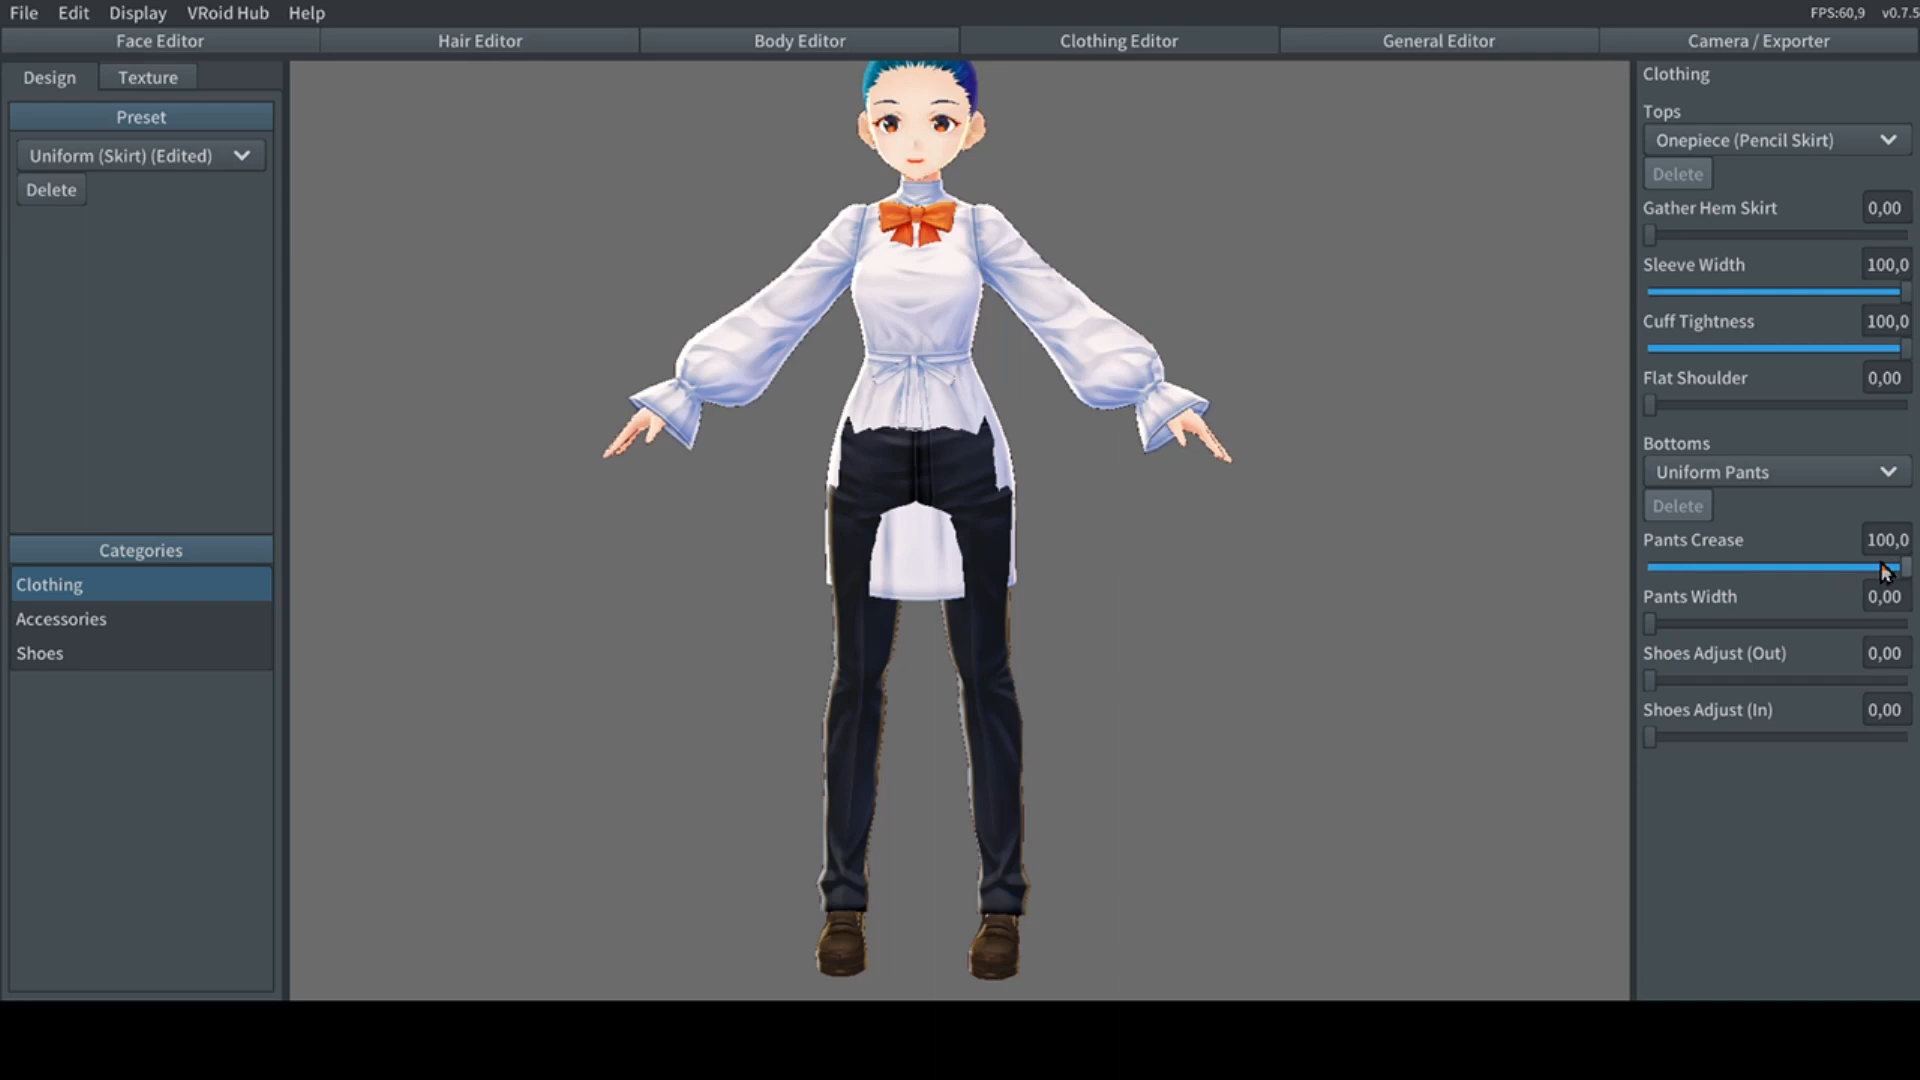 File Edit Display VRoid Hub Help
FPS:60,9 v0.7.5
Face Editor Hair Editor Body Editor Clothing Editor General Editor Camera / Exporter
Design Texture
Preset
Uniform (Skirt) (Edited)
Delete
Categories
Clothing
Accessories
Shoes
Clothing
Tops
Onepiece (Pencil Skirt)
Delete
Gather Hem Skirt 0,00
Sleeve Width 100,0
Cuff Tightness 100,0
Flat Shoulder 0,00
Bottoms
Uniform Pants
Delete
Pants Crease 100,0
Pants Width 0,00
Shoes Adjust (Out) 0,00
Shoes Adjust (In) 0,00